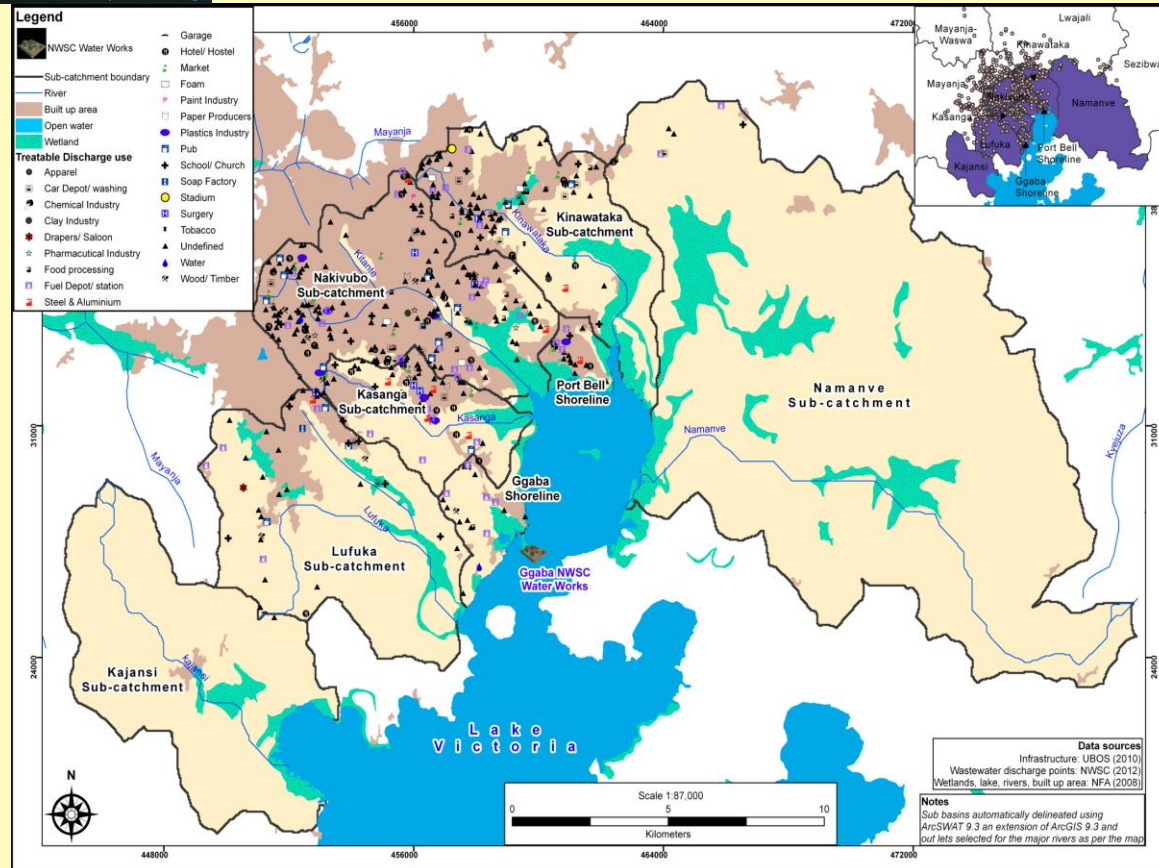 Legend
NWSC Water Works
Sub-catchment boundary
River
Built up area
Open water
Wetland
Treatable Discharge use
Apparel
Car Depot/ washing
Chemical Industry
Clay Industry
Drapers/ Saloon
Pharmaceutical Industry
Food processing
Fuel Depot/ station
Steel & Aluminium
Garage
Hotel/ Hostel
Market
Foam
Paint Industry
Paper Producers
Plastics Industry
Pub
School/ Church
Soap Factory
Stadium
Surgery
Tobacco
Undefined
Water
Wood/ Timber
456000
464000
472000
Mayanja-
Waswa
Lwajali
Kinawataka
Sezibwa
Mayanja
Nakivubo
Namanve
Kasanga
Lufuka
Port Bell
Shoreline
Kajansi
Ggaba
Shoreline
Mayanja
Kinawataka
Kinawataka
Sub-catchment
Kitante
Nakivubo
Sub-catchment
Port Bell
Shoreline
Kasanga
Sub-catchment
Kasanga
Namanve
Sub-catchment
Namanve
31000
31000
Kyejuza
Mayanja
Ggaba
Shoreline
Lufuka
Lufuka
Sub-catchment
Ggaba NWSC
Water Works
24000
24000
Kajansi
Sub-catchment
kajansi
Lake
Victoria
Data sources
Infrastructure: UBOS (2010)
Wastewater discharge points: NWSC (2012)
Wetlands, lake, rivers, built up area: NFA (2008)
Notes
Sub basins automatically delineated using
ArcSWAT 9.3 an extension of ArcGIS 9.3 and
out lets selected for the major rivers as per the map
N
Scale 1:87,000
0 5 10
Kilometers
448000
456000
464000
472000